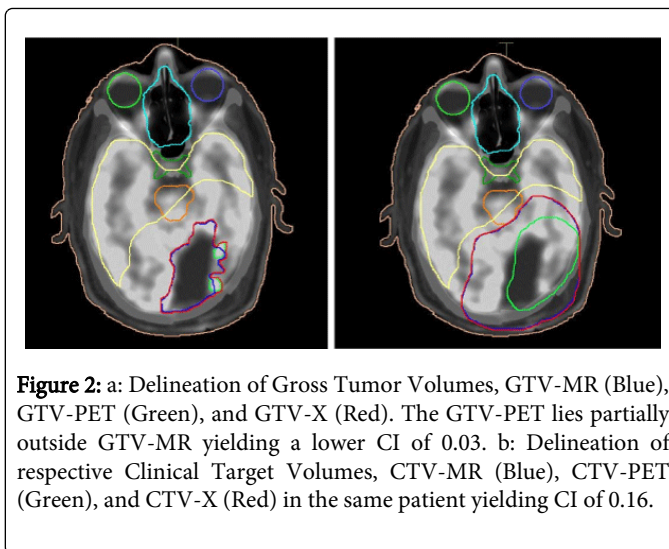 Figure 2: a: Delineation of Gross Tumor Volumes, GTV-MR (Blue),
GTV-PET (Green), and GTV-X (Red). The GTV-PET lies partially
outside GTV-MR yielding a lower CI of 0.03. b: Delineation of
respective Clinical Target Volumes, CTV-MR (Blue), CTV-PET
(Green), and CTV-X (Red) in the same patient yielding CI of 0.16.